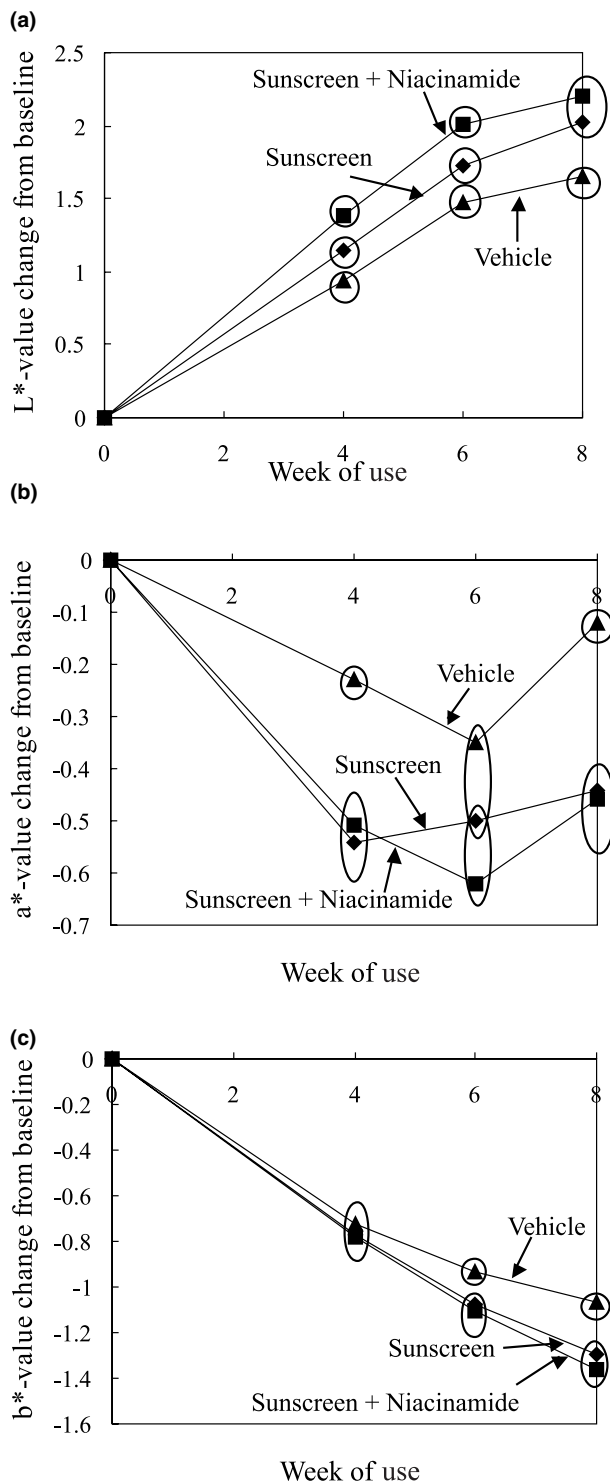 (a)
L*-value change from baseline
2.5
2
1.5
1
0.5
0
Sunscreen + Niacinamide
Sunscreen
Vehicle
0 2 4 6 8
Week of use
(b)
a*-value change from baseline
0
-0.1
-0.2
-0.3
-0.4
-0.5
-0.6
-0.7
0 2 4 6 8
Vehicle
Sunscreen
Sunscreen + Niacinamide
Week of use
(c)
b*-value change from baseline
0
-0.2
-0.4
-0.6
-0.8
-1
-1.2
-1.4
-1.6
0 2 4 6 8
Vehicle
Sunscreen
Sunscreen + Niacinamide
Week of use